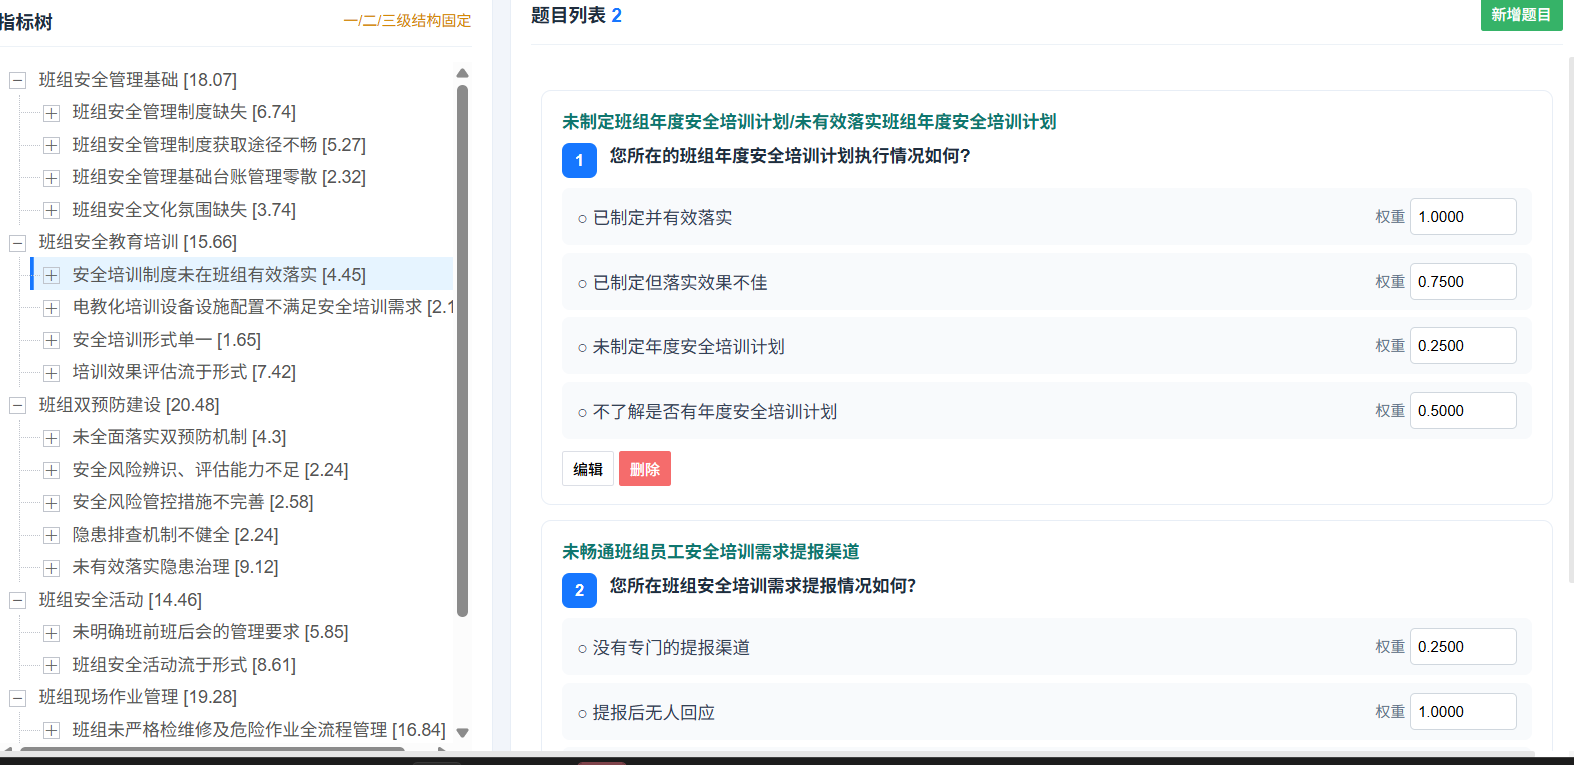 指标树
一/二/三级结构固定
班组安全管理基础 [18.07]
班组安全管理制度缺失 [6.74]
班组安全管理制度获取途径不畅 [5.27]
班组安全管理基础台账管理零散 [2.32]
班组安全文化氛围缺失 [3.74]
班组安全教育培训 [15.66]
安全培训制度未在班组有效落实 [4.45]
电教化培训设备设施配置不满足安全培训需求 [2.1
安全培训形式单一 [1.65]
培训效果评估流于形式 [7.42]
班组双预防建设 [20.48]
未全面落实双预防机制 [4.3]
安全风险辨识、评估能力不足 [2.24]
安全风险管控措施不完善 [2.58]
隐患排查机制不健全 [2.24]
未有效落实隐患治理 [9.12]
班组安全活动 [14.46]
未明确班前班后会的管理要求 [5.85]
班组安全活动流于形式 [8.61]
班组现场作业管理 [19.28]
班组未严格检维修及危险作业全流程管理 [16.84]
题目列表 2
新增题目
未制定班组年度安全培训计划/未有效落实班组年度安全培训计划
1 您所在的班组年度安全培训计划执行情况如何?
○ 已制定并有效落实 权重 1.0000
○ 已制定但落实效果不佳 权重 0.7500
○ 未制定年度安全培训计划 权重 0.2500
○ 不了解是否有年度安全培训计划 权重 0.5000
编辑 删除
未畅通班组员工安全培训需求提报渠道
2 您所在班组安全培训需求提报情况如何?
○ 没有专门的提报渠道 权重 0.2500
○ 提报后无人回应 权重 1.0000